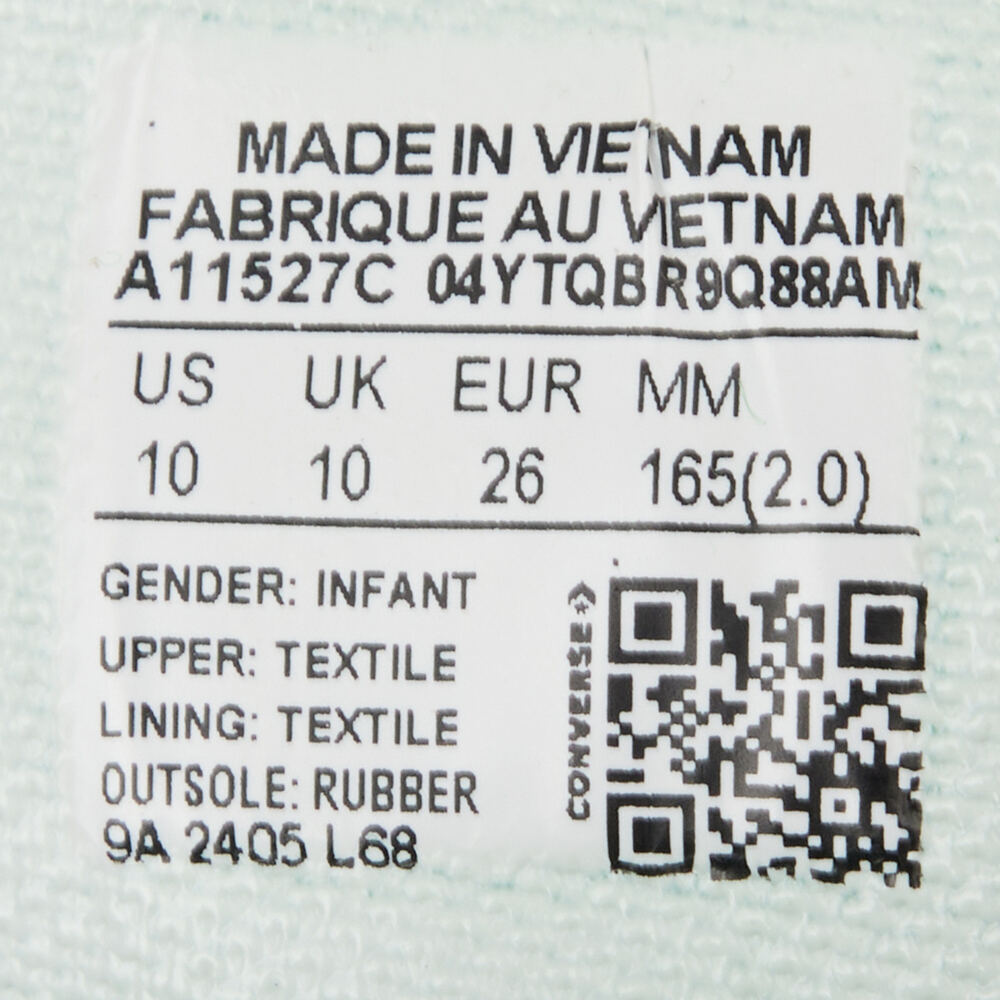 MADE IN VIETNAM
FABRIQUE AU VIETNAM
A11527C 04YTQBR9Q88AM
US UK EUR MM
10 10 26 165(2.0)
GENDER: INFANT
UPPER: TEXTILE
LINING: TEXTILE
OUTSOLE: RUBBER
9A 2405 L68
CONVERSE